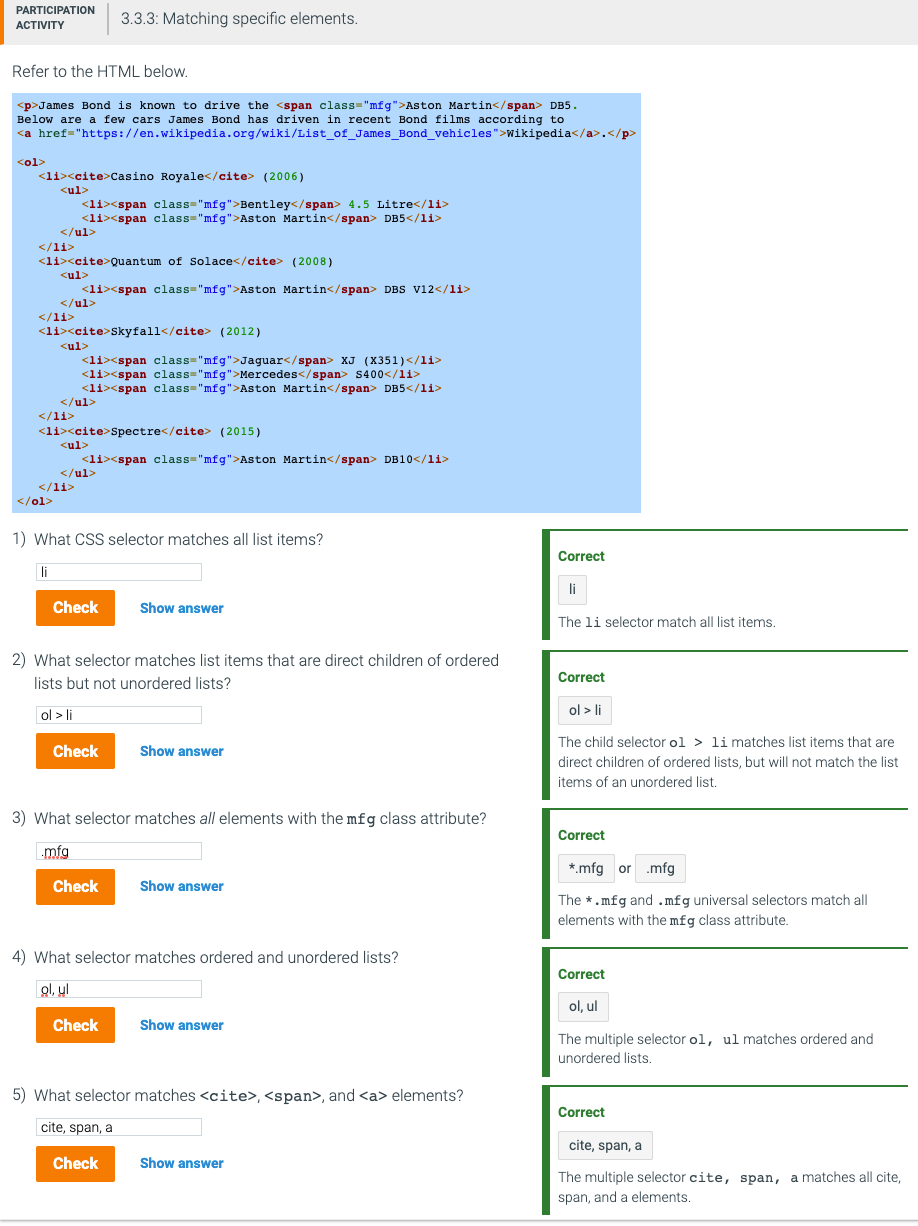 PARTICIPATION
ACTIVITY
3.3.3: Matching specific elements.
Refer to the HTML below.
<p>James Bond is known to drive the <span class="mfg">Aston Martin</span> DB5.
Below are a few cars James Bond has driven in recent Bond films according to
<a href="https://en.wikipedia.org/wiki/List_of_James_Bond_vehicles">Wikipedia</a>.</p>
<ol>
<li><cite>Casino Royale</cite> (2006)
<ul>
<li><span class="mfg">Bentley</span> 4.5 Litre</li>
<li><span class="mfg">Aston Martin</span> DB5</li>
</ul>
</li>
<li><cite>Quantum of Solace</cite> (2008)
<ul>
<li><span class="mfg">Aston Martin</span> DBS V12</li>
</ul>
</li>
<li><cite>Skyfall</cite> (2012)
<ul>
<li><span class="mfg">Jaguar</span> XJ (X351)</li>
<li><span class="mfg">Mercedes</span> S400</li>
<li><span class="mfg">Aston Martin</span> DB5</li>
</ul>
</li>
<li><cite>Spectre</cite> (2015)
<ul>
<li><span class="mfg">Aston Martin</span> DB10</li>
</ul>
</li>
</ol>
1) What CSS selector matches all list items?
li
Check Show answer
Correct
li
The li selector match all list items.
2) What selector matches list items that are direct children of ordered
lists but not unordered lists?
ol > li
Check Show answer
Correct
ol > li
The child selector ol > li matches list items that are
direct children of ordered lists, but will not match the list
items of an unordered list.
3) What selector matches all elements with the mfg class attribute?
.mfg
Check Show answer
Correct
*.mfg or .mfg
The *.mfg and .mfg universal selectors match all
elements with the mfg class attribute.
4) What selector matches ordered and unordered lists?
ol, ul
Check Show answer
Correct
ol, ul
The multiple selector ol, ul matches ordered and
unordered lists.
5) What selector matches <cite>, <span>, and <a> elements?
cite, span, a
Check Show answer
Correct
cite, span, a
The multiple selector cite, span, a matches all cite,
span, and a elements.